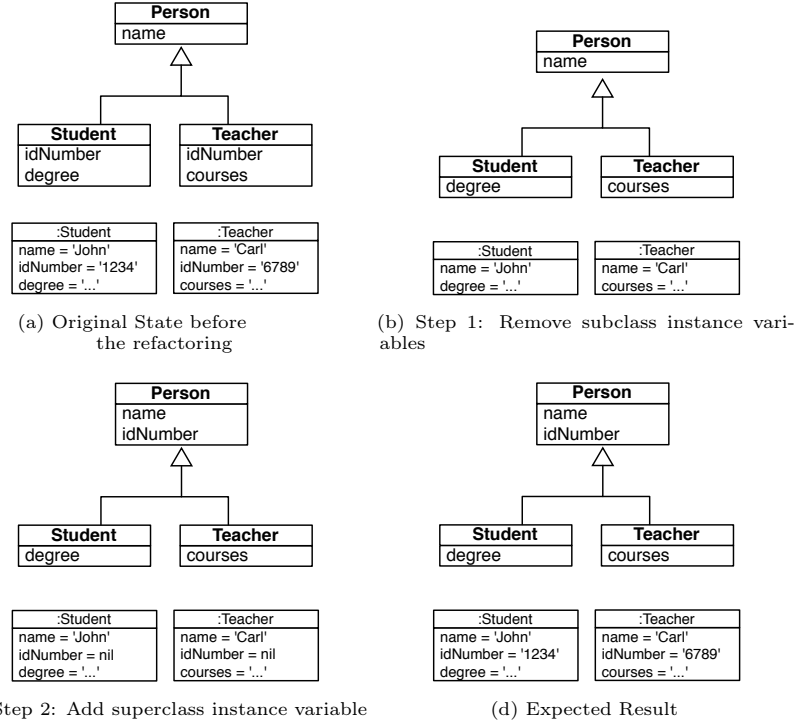 Person
name
Student
idNumber
degree
Teacher
idNumber
courses
:Student
name = 'John'
idNumber = '1234'
degree = '...'
:Teacher
name = 'Carl'
idNumber = '6789'
courses = '...'
(a) Original State before
the refactoring
Person
name
Student
degree
Teacher
courses
:Student
name = 'John'
degree = '...'
:Teacher
name = 'Carl'
courses = '...'
(b) Step 1: Remove subclass instance vari-
ables
Person
name
idNumber
Student
degree
Teacher
courses
:Student
name = 'John'
idNumber = nil
degree = '...'
:Teacher
name = 'Carl'
idNumber = nil
courses = '...'
Step 2: Add superclass instance variable
Person
name
idNumber
Student
degree
Teacher
courses
:Student
name = 'John'
idNumber = '1234'
degree = '...'
:Teacher
name = 'Carl'
idNumber = '6789'
courses = '...'
(d) Expected Result